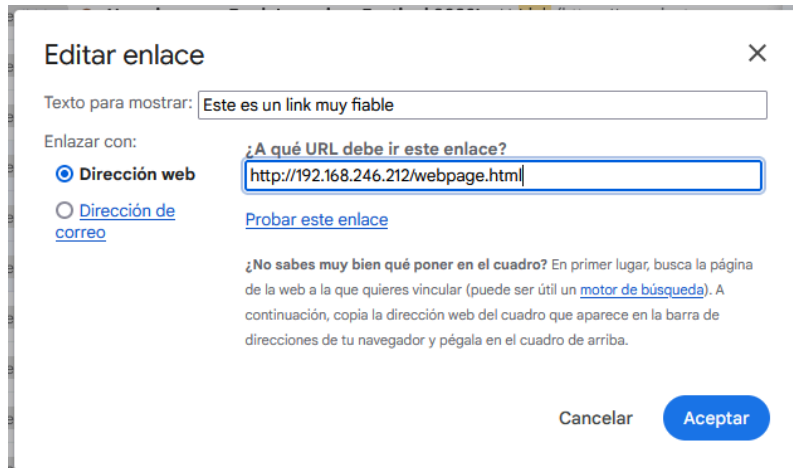 Editar enlace
Texto para mostrar: Este es un link muy fiable
Enlazar con:
¿A qué URL debe ir este enlace?
Dirección web
http://192.168.246.212/webpage.html
Dirección de
correo
Probar este enlace
¿No sabes muy bien qué poner en el cuadro? En primer lugar, busca la página
de la web a la que quieres vincular (puede ser útil un motor de búsqueda). A
continuación, copia la dirección web del cuadro que aparece en la barra de
direcciones de tu navegador y pégala en el cuadro de arriba.
Cancelar
Aceptar